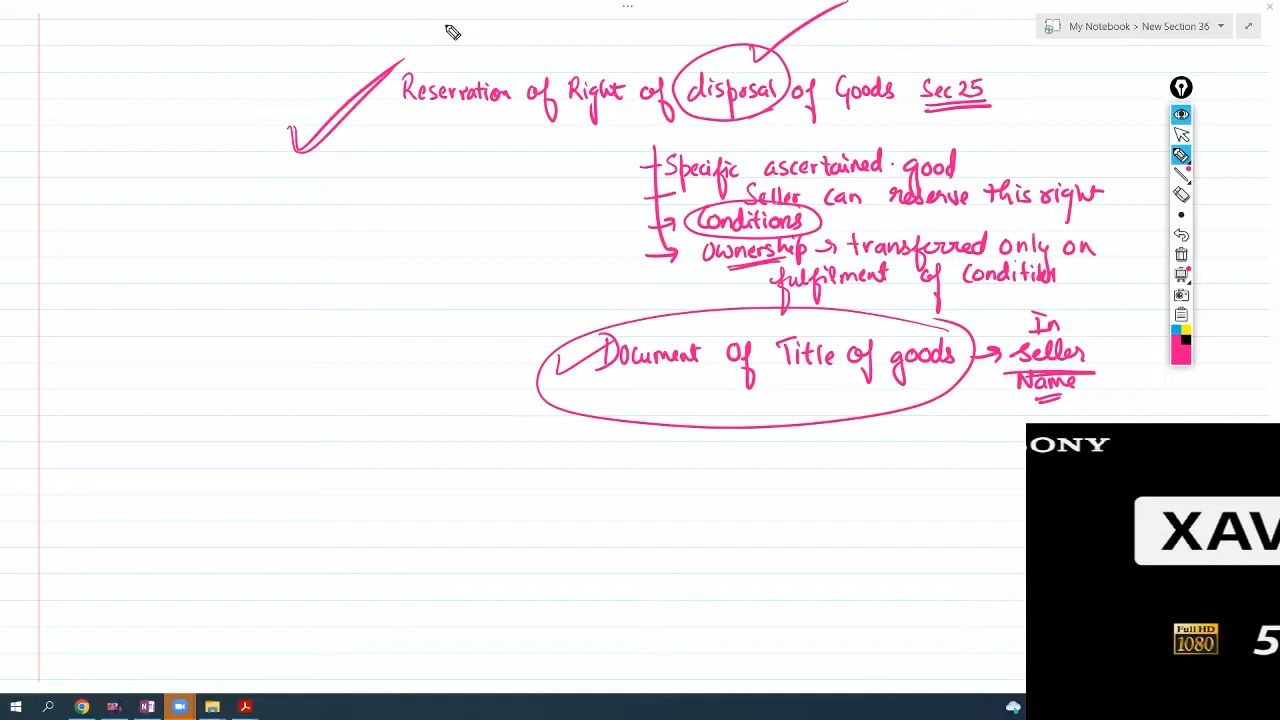 My Notebook > New Section 36
Reservation of Right of disposal of Goods Sec 25
Specific ascertained good
Seller can reserve this right
Conditions
Ownership → transferred only on
fulfilment of Condition
Document Of Title of goods → In
Seller
Name
SONY
XAV
Full HD
1080
5